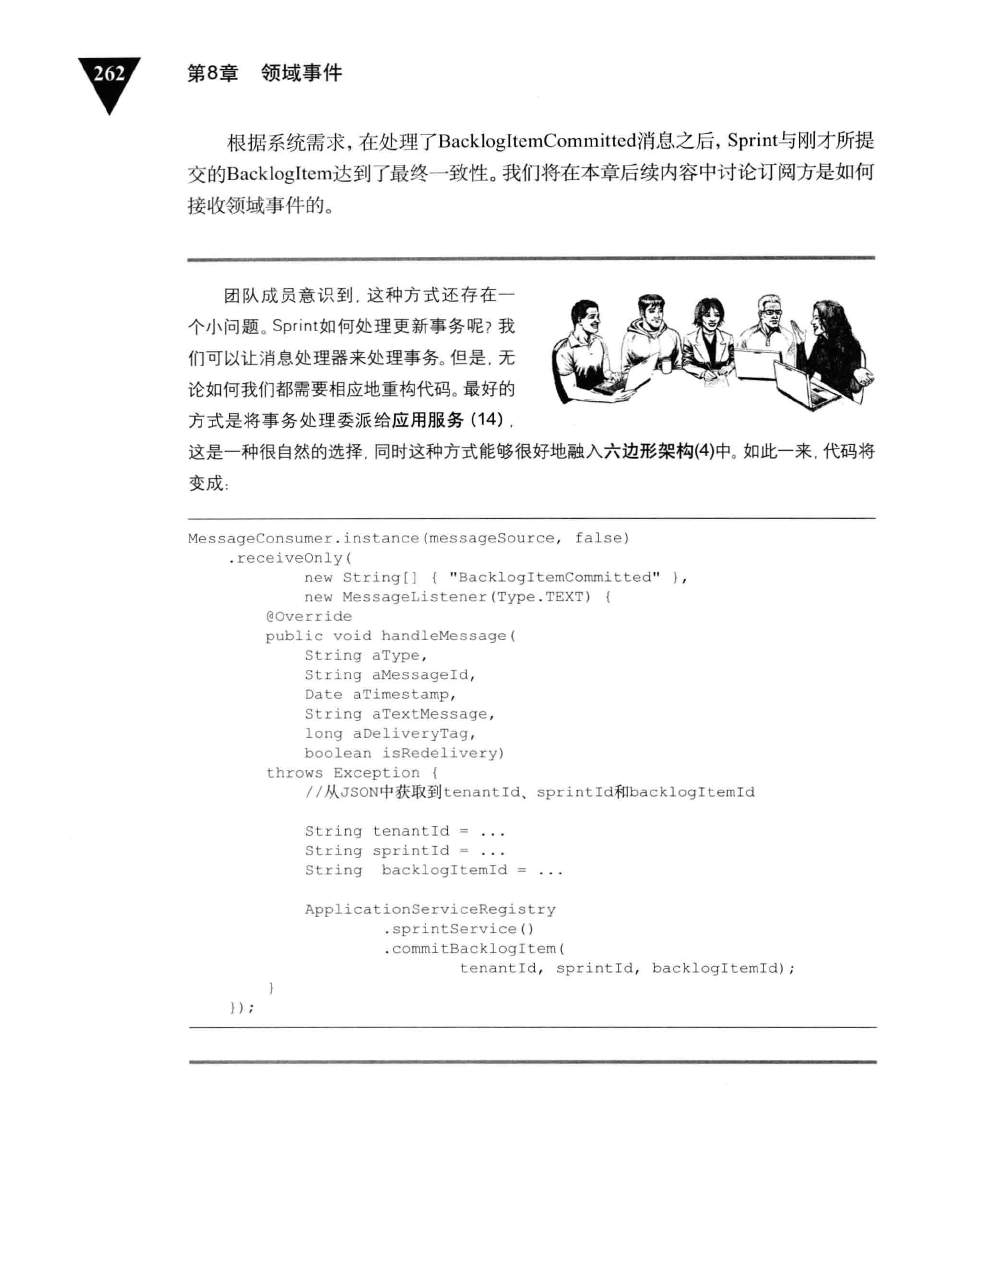 262
第8章　领域事件
根据系统需求，在处理了BacklogItemCommitted消息之后，Sprint与刚才所提
交的BacklogItem达到了最终一致性。我们将在本章后续内容中讨论订阅方是如何
接收领域事件的。
团队成员意识到，这种方式还存在一
个小问题。Sprint如何处理更新事务呢？我
们可以让消息处理器来处理事务。但是，无
论如何我们都需要相应地重构代码。最好的
方式是将事务处理委派给应用服务（14），
这是一种很自然的选择，同时这种方式能够很好地融入六边形架构(4)中。如此一来，代码将
变成：
MessageConsumer.instance(messageSource, false)
    .receiveOnly(
            new String[] { "BacklogItemCommitted" },
            new MessageListener(Type.TEXT) {
        @Override
        public void handleMessage(
            String aType,
            String aMessageId,
            Date aTimestamp,
            String aTextMessage,
            long aDeliveryTag,
            boolean isRedelivery)
        throws Exception {
            //从JSON中获取到tenantId、sprintId和backlogItemId
            String tenantId = ...
            String sprintId = ...
            String  backlogItemId = ...
            ApplicationServiceRegistry
                    .sprintService()
                    .commitBacklogItem(
                            tenantId, sprintId, backlogItemId);
        }
    });